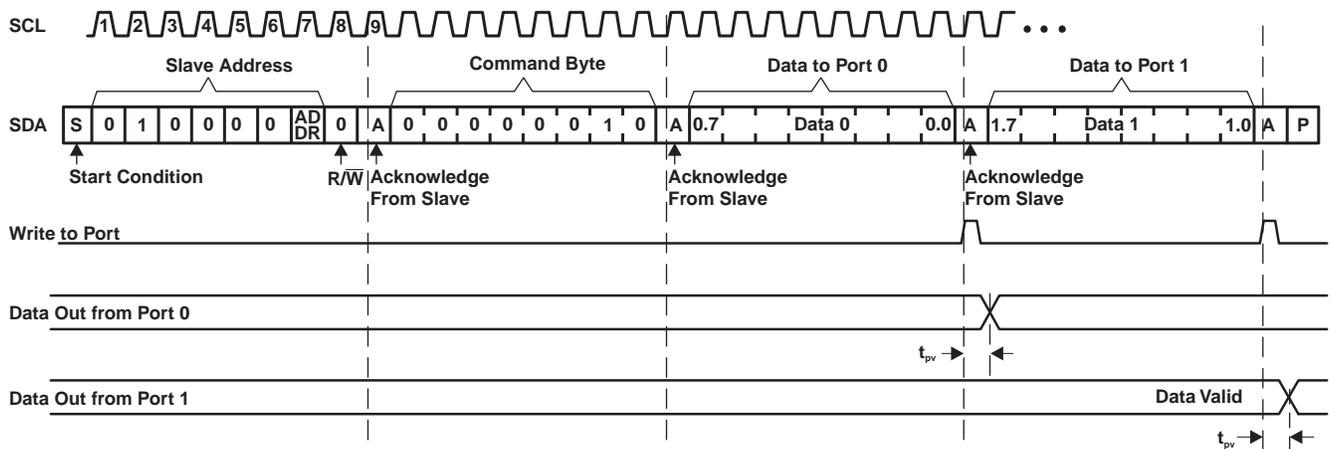 SCL 1 2 3 4 5 6 7 8 9
Slave Address Command Byte Data to Port 0 Data to Port 1
SDA S 0 1 0 0 0 0 AD DR 0 A 0 0 0 0 0 0 1 0 A 0.7 Data 0 0.0 A 1.7 Data 1 1.0 A P
Start Condition R/W Acknowledge From Slave Acknowledge From Slave Acknowledge From Slave
Write to Port
Data Out from Port 0
tpv
Data Out from Port 1 Data Valid
tpv